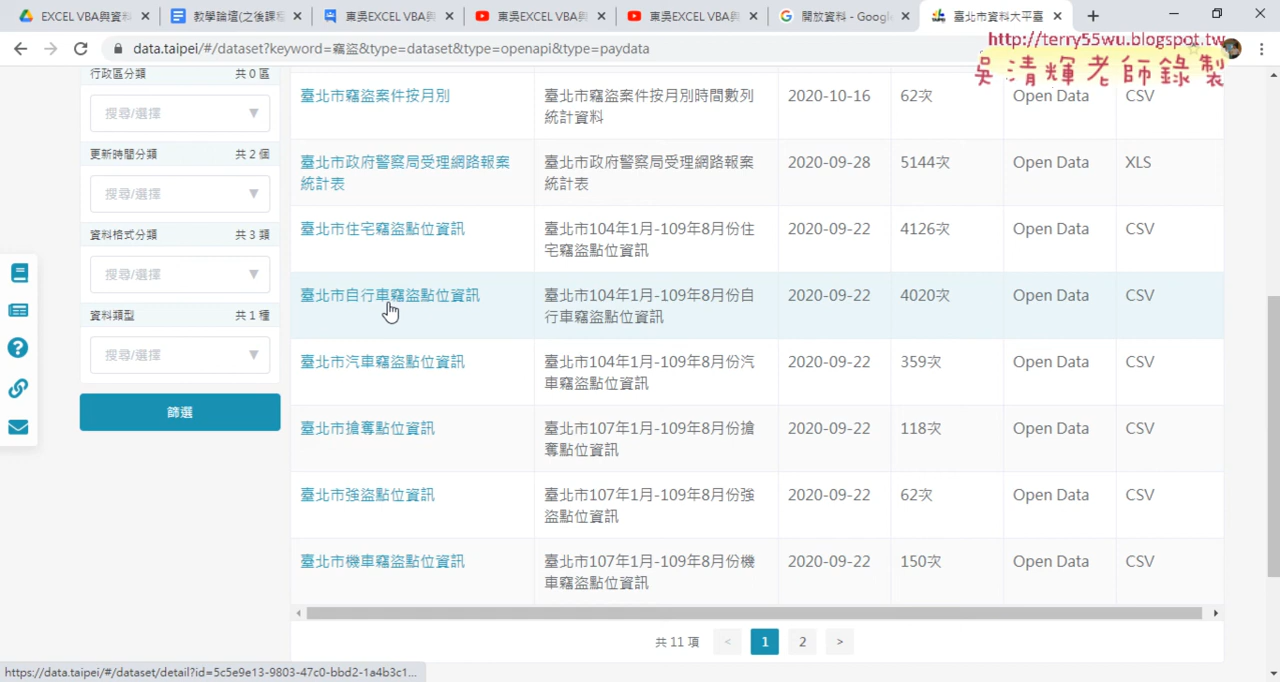 EXCEL VBA與資料
教學論壇(之後課程
東吳EXCEL VBA與
東吳EXCEL VBA與
東吳EXCEL VBA與
開放資料 - Google
臺北市資料大平臺
data.taipei/#/dataset?keyword=竊盜&type=dataset&type=openapi&type=paydata
http://terry55wu.blogspot.tw
吳清輝老師錄製
行政區分類 共 0 區
搜尋/選擇
更新時間分類 共 2 個
搜尋/選擇
資料格式分類 共 3 類
搜尋/選擇
資料類型 共 1 種
搜尋/選擇
篩選
臺北市竊盜案件按月別 臺北市竊盜案件按月別時間數列 2020-10-16 62次 Open Data CSV
統計資料
臺北市政府警察局受理網路報案 臺北市政府警察局受理網路報案 2020-09-28 5144次 Open Data XLS
統計表 統計計表
臺北市住宅竊盜點位資訊 臺北市104年1月-109年8月份住 2020-09-22 4126次 Open Data CSV
宅竊盜點位資訊
臺北市自行車竊盜點位資訊 臺北市104年1月-109年8月份自 2020-09-22 4020次 Open Data CSV
行車竊盜點位資訊
臺北市汽車竊盜點位資訊 臺北市104年1月-109年8月份汽 2020-09-22 359次 Open Data CSV
車竊盜點位資訊
臺北市搶奪點位資訊 臺北市107年1月-109年8月份搶 2020-09-22 118次 Open Data CSV
奪點位資訊
臺北市強盜點位資訊 臺北市107年1月-109年8月份強 2020-09-22 62次 Open Data CSV
盜點位資訊
臺北市機車竊盜點位資訊 臺北市107年1月-109年8月份機 2020-09-22 150次 Open Data CSV
車竊盜點位資訊
共 11 項 < 1 2 >
https://data.taipei/#/dataset/detail?id=5c5e9e13-9803-47c0-bbd2-1a4b3c1...